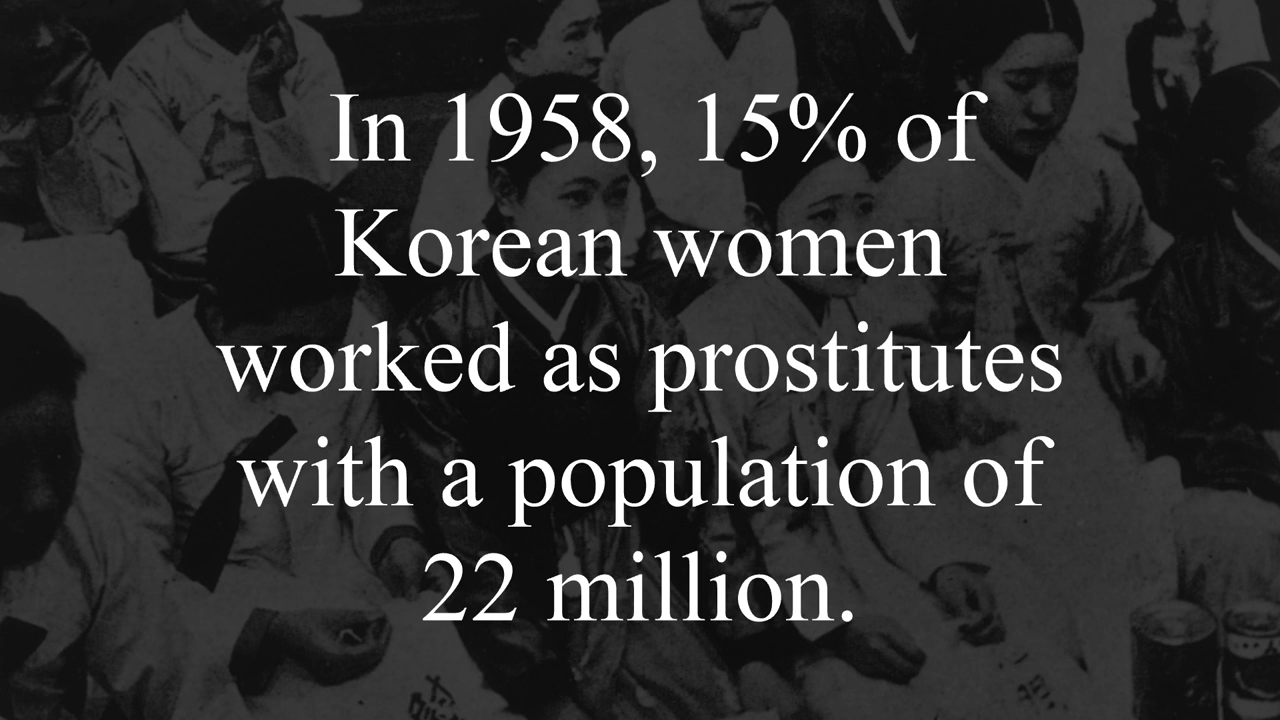 In 1958, 15% of
Korean women
worked as prostitutes
with a population of
22 million.